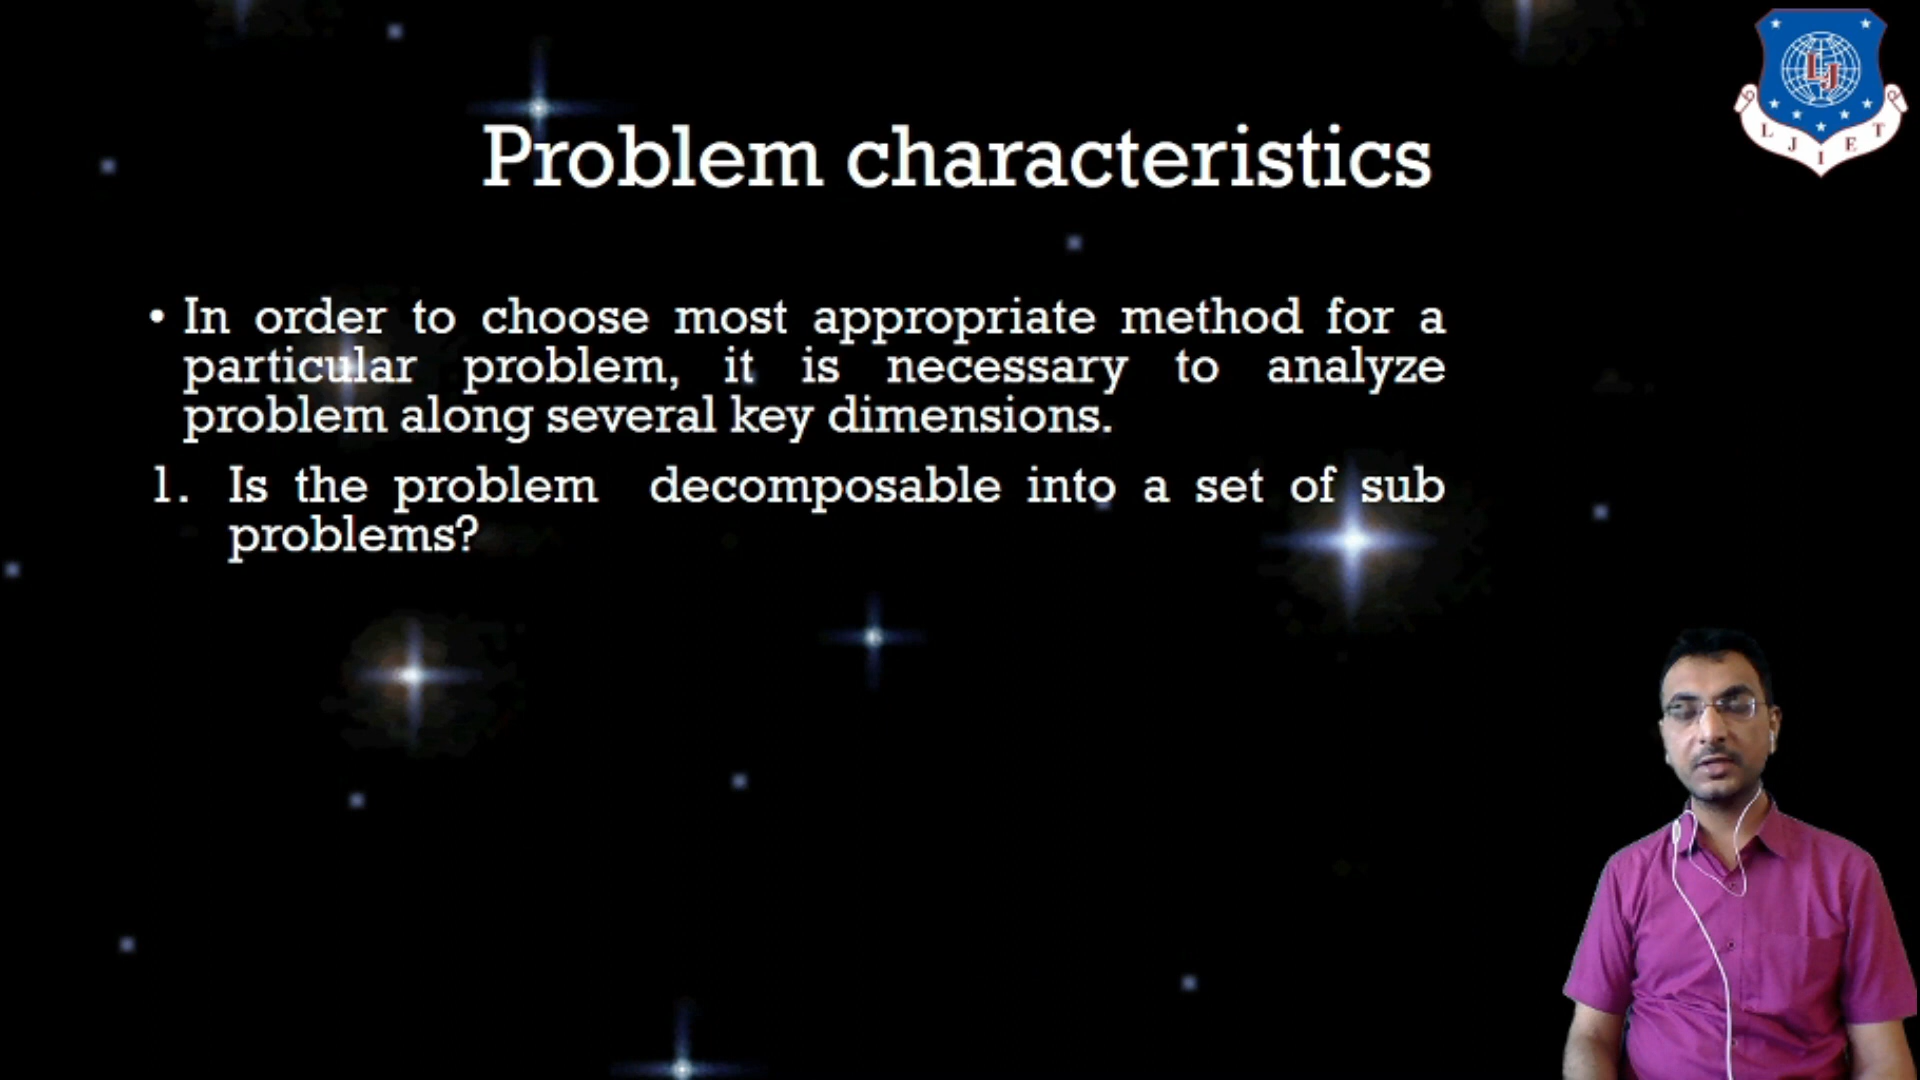 Problem characteristics
• In order to choose most appropriate method for a
particular problem, it is necessary to analyze
problem along several key dimensions.
1. Is the problem decomposable into a set of sub
problems?
LJ
L J I E T